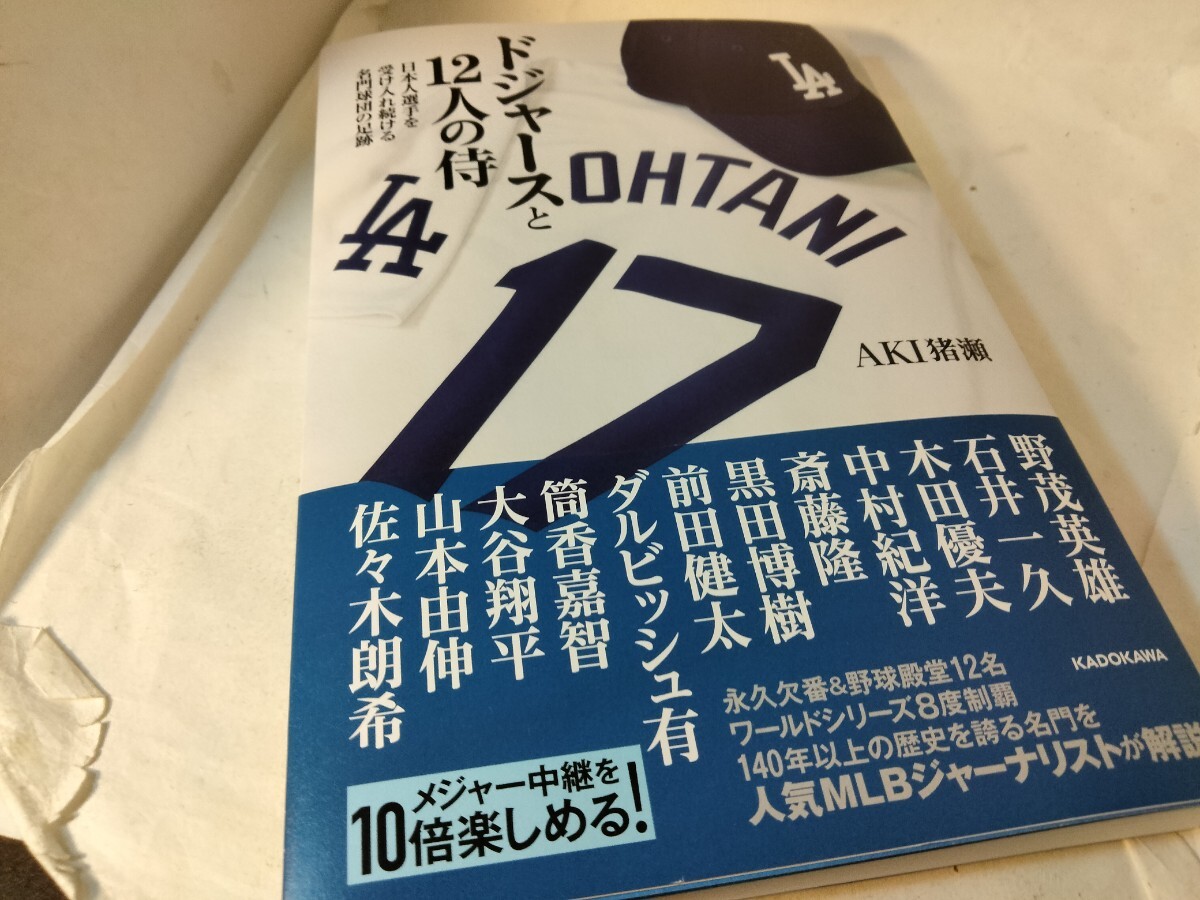 ドジャースと
12人の侍
日本人選手を
受け入れ続ける
名門球団の足跡
LA
LA
OHTANI
17
AKI猪瀬
野茂英雄
石井一久
木田優夫
中村紀洋
斎藤隆
黒田博樹
前田健太
ダルビッシュ有
筒香嘉智
大谷翔平
山本由伸
佐々木朗希
KADOKAWA
永久欠番&野球殿堂12名
ワールドシリーズ8度制覇
140年以上の歴史を誇る名門を
人気MLBジャーナリストが解説
メジャー中継を
10倍楽しめる!